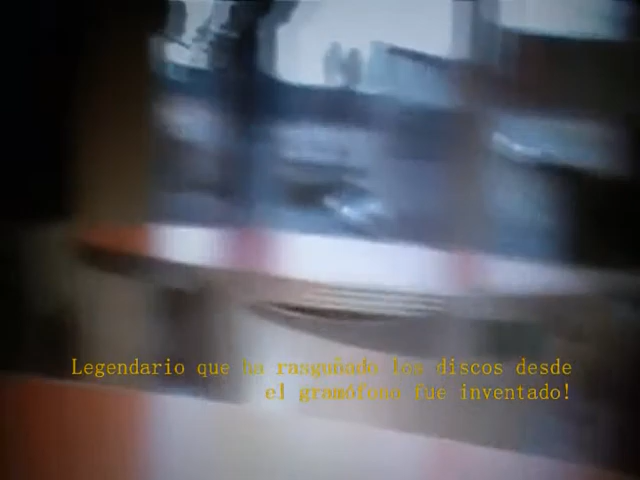 Legendario que ha rasguñado los discos desde
el gramófono fue inventado!